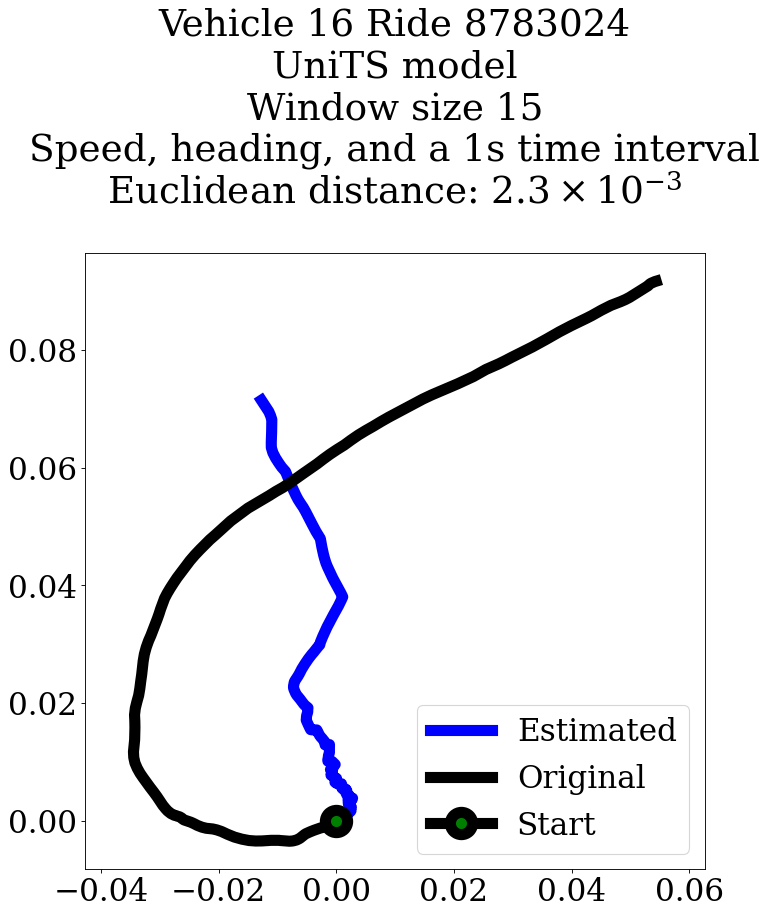 Vehicle 16 Ride 8783024
UniTS model
Window size 15
Speed, heading, and a 1s time interval
Euclidean distance: 2.3 × 10⁻³
0.08
0.06
0.04
0.02
0.00
Estimated
Original
Start
−0.04 −0.02 0.00 0.02 0.04 0.06